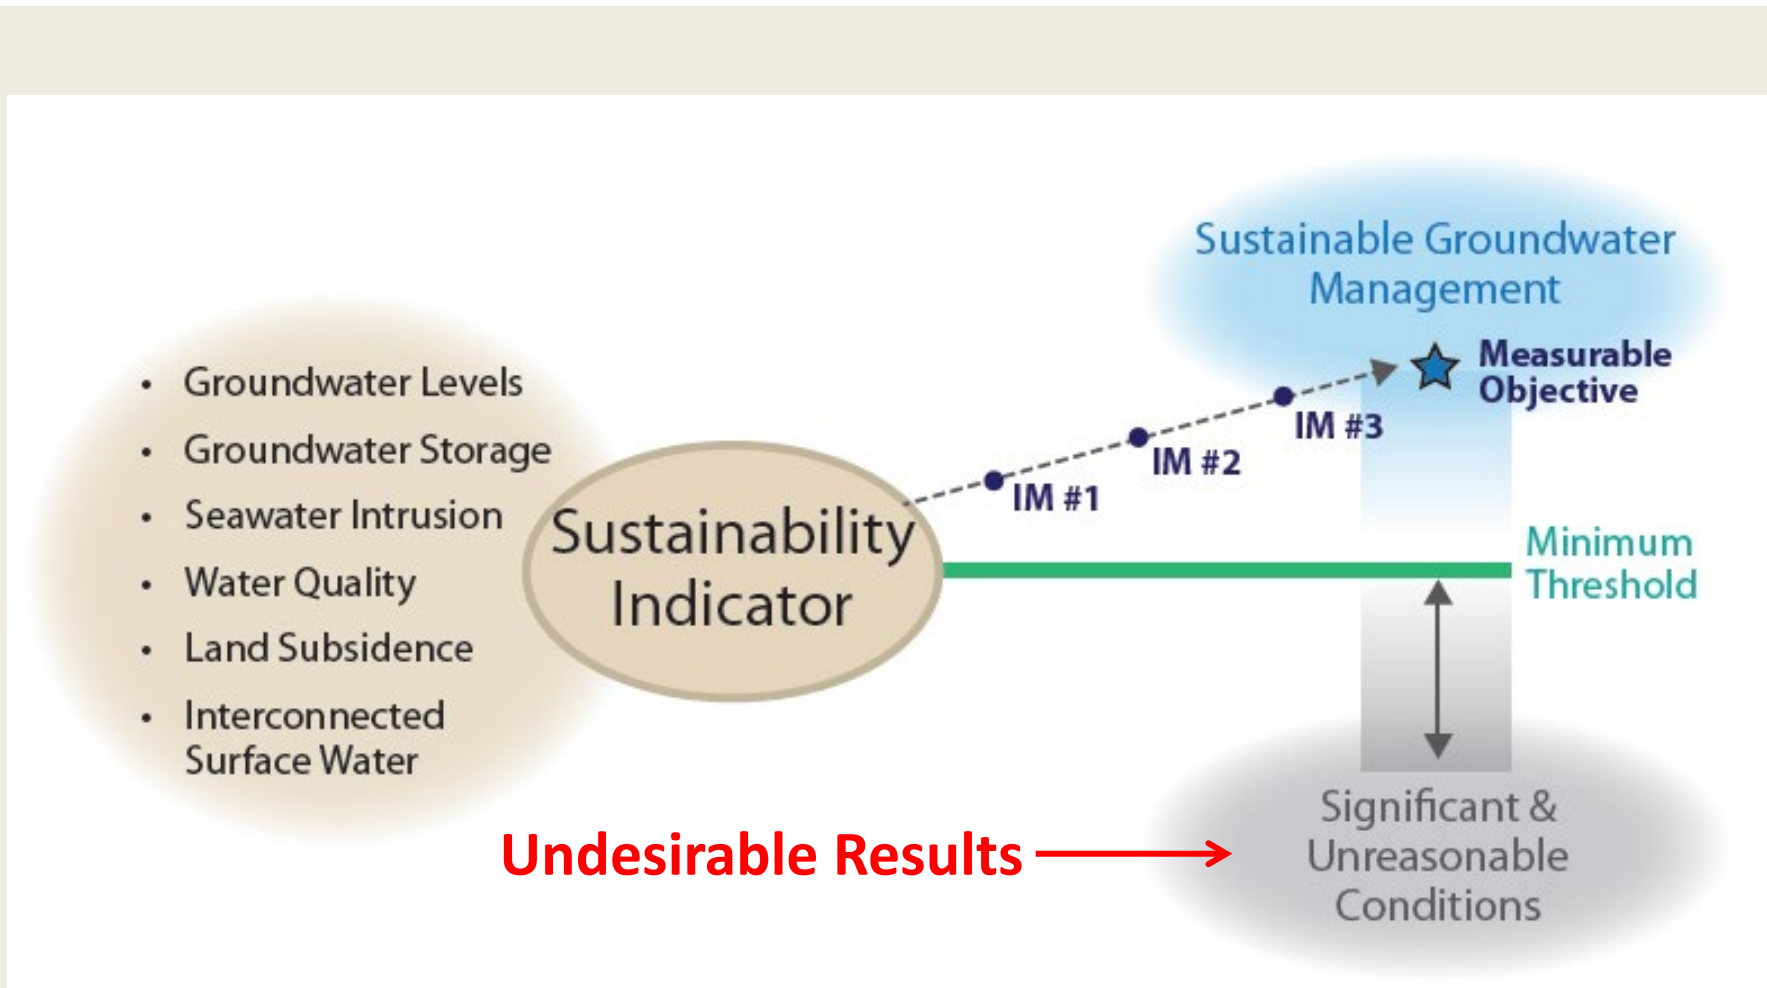 • Groundwater Levels
• Groundwater Storage
• Seawater Intrusion
• Water Quality
• Land Subsidence
• Interconnected
Surface Water
Sustainability
Indicator
IM #1
IM #2
IM #3
Sustainable Groundwater
Management
Measurable
Objective
Minimum
Threshold
Undesirable Results
Significant &
Unreasonable
Conditions